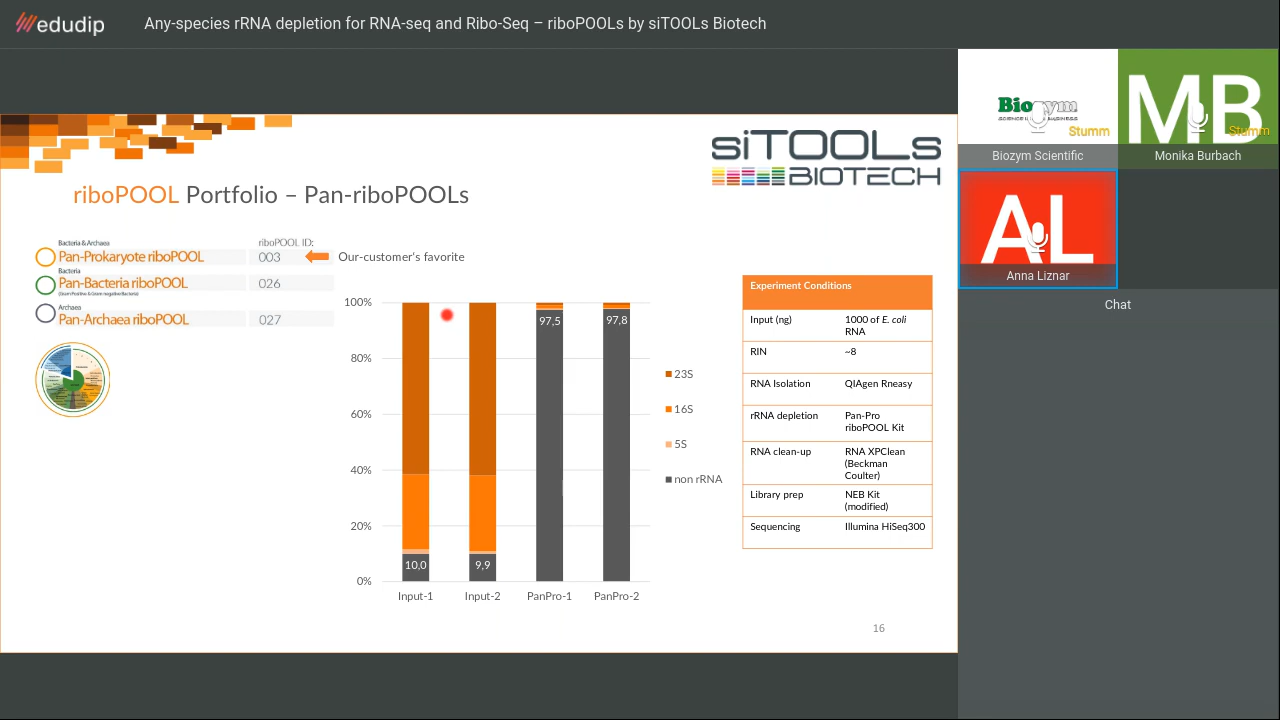 edudip
Any-species rRNA depletion for RNA-seq and Ribo-Seq – riboPOOLs by siTOOLs Biotech
siTOOLs
BIOTECH
riboPOOL Portfolio – Pan-riboPOOLs
Bacteria & Archaea
riboPOOL ID:
Pan-Prokaryote riboPOOL
003
Our-customer's favorite
Bacteria
Pan-Bacteria riboPOOL
026
(Gram Positive & Gram negative Bacteria)
Archaea
Pan-Archaea riboPOOL
027
100%
80%
60%
40%
20%
0%
97,5
97,8
10,0
9,9
Input-1
Input-2
PanPro-1
PanPro-2
23S
16S
5S
non rRNA
Experiment Conditions
Input (ng)
1000 of E. coli
RNA
RIN
~8
RNA Isolation
QIAgen Rneasy
rRNA depletion
Pan-Pro
riboPOOL Kit
RNA clean-up
RNA XPClean
(Beckman
Coulter)
Library prep
NEB Kit
(modified)
Sequencing
Illumina HiSeq300
16
Biozym
Stumm
Biozym Scientific
MB
Stumm
Monika Burbach
AL
Anna Liznar
Chat